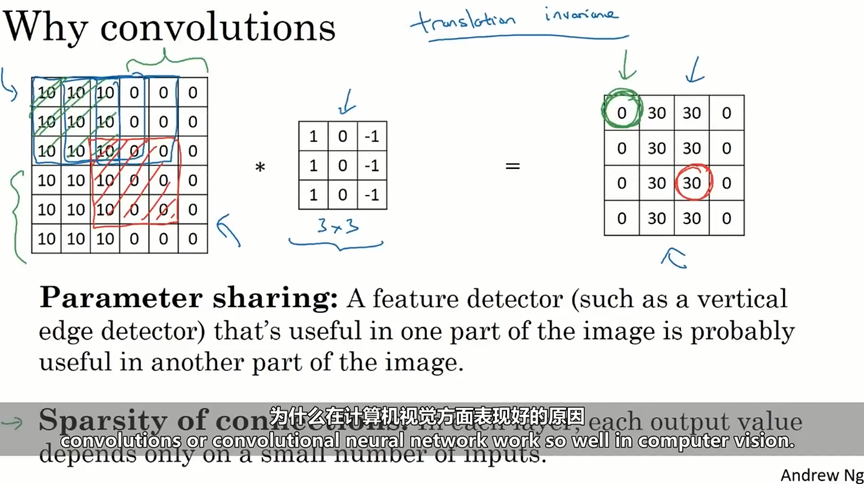 Why convolutions
translation invariance
10 10 10 0 0 0
10 10 10 0 0 0
10 10 10 0 0 0
10 10 10 0 0 0
10 10 10 0 0 0
10 10 10 0 0 0
*
1 0 -1
1 0 -1
1 0 -1
3×3
=
0 30 30 0
0 30 30 0
0 30 30 0
0 30 30 0
Parameter sharing: A feature detector (such as a vertical
edge detector) that's useful in one part of the image is probably
useful in another part of the image.
→ Sparsity of connections: In each layer, each output value
depends only on a small number of inputs.
为什么在计算机视觉方面表现好的原因
convolutions or convolutional neural network work so well in computer vision.
Andrew Ng